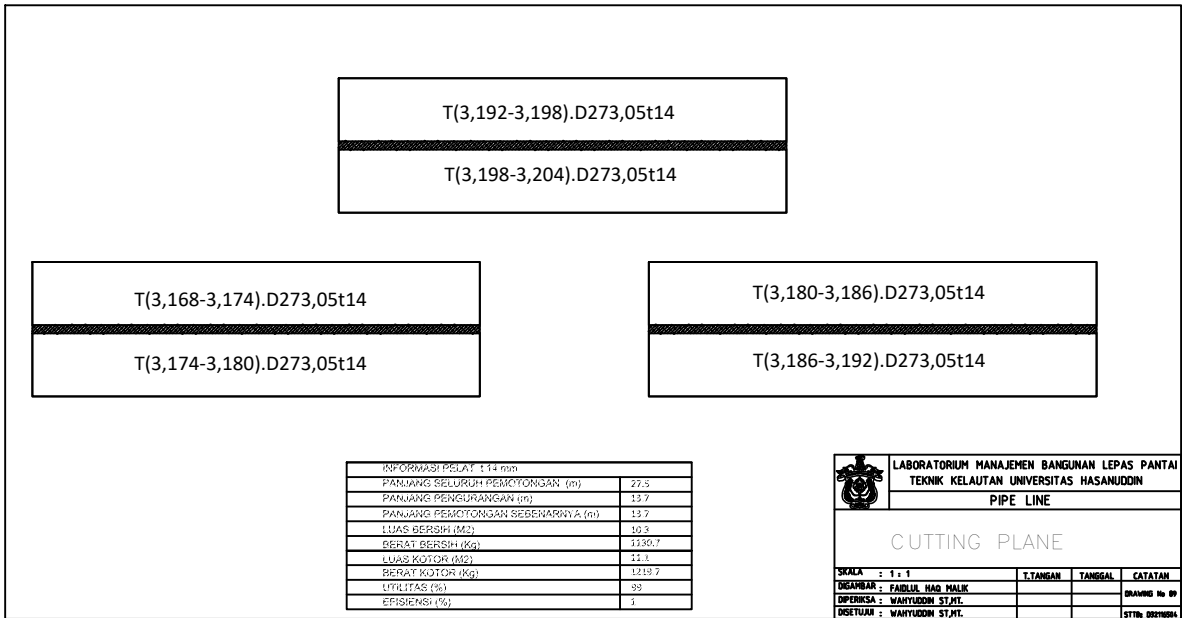 T(3,192-3,198).D273,05t14
T(3,198-3,204).D273,05t14
T(3,168-3,174).D273,05t14
T(3,174-3,180).D273,05t14
T(3,180-3,186).D273,05t14
T(3,186-3,192).D273,05t14
INFORMASI PELAT t 14 mm
PANJANG SELURUH PEMOTONGAN (m) 27.5
PANJANG PENGURANGAN (m) 13.7
PANJANG PEMOTONGAN SEBENARNYA (m) 13.7
LUAS BERSIH (M2) 10.3
BERAT BERSIH (Kg) 1130.7
LUAS KOTOR (M2) 11.1
BERAT KOTOR (Kg) 1219.7
UTILITAS (%)
EFISIENSI (%)
LABORATORIUM MANAJEMEN BANGUNAN LEPAS PANTAI
TEKNIK KELAUTAN UNIVERSITAS HASANUDDIN
PIPE LINE
CUTTING PLANE
SKALA : 1 : 1 T.TANGAN TANGGAL CATATAN
DIGAMBAR : FAIDLUL HAQ MALIK
DRAWING No 89
DIPERIKSA : WAHYUDDIN ST,MT.
DISETUJUI : WAHYUDDIN ST,MT.
STTB: D32116504